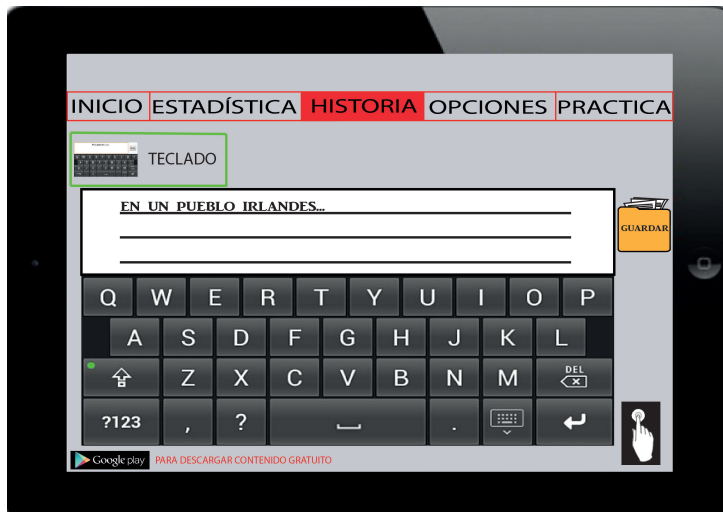 INICIO ESTADÍSTICA HISTORIA OPCIONES PRACTICA
TECLADO
EN UN PUEBLO IRLANDES...
GUARDAR
Q W E R T Y U I O P
A S D F G H J K L
Z X C V B N M DEL
?123 , ? .
Google play PARA DESCARGAR CONTENIDO GRATUITO